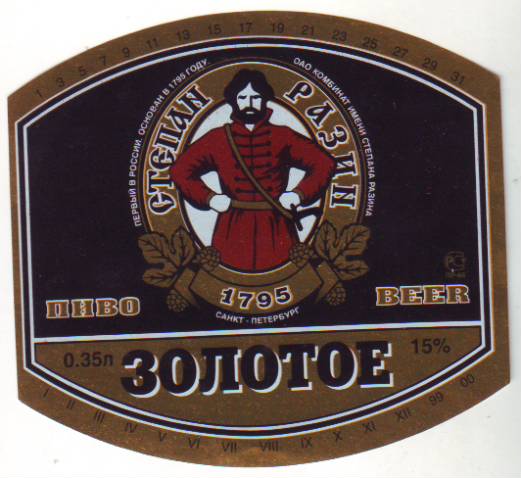 1 3 5 7 9 11 13 15 17 19 21 23 25 27 29 31
ПЕРВЫЙ В РОССИИ. ОСНОВАН В 1795 ГОДУ.
ОАО КОМБИНАТ ИМЕНИ СТЕПАНА РАЗИНА
СТЕПАН РАЗИН
1795
САНКТ - ПЕТЕРБУРГ
ПИВО
BEER
0.35л
ЗОЛОТОЕ
15%
I II III IV V VI VII VIII IX X XI XII 99 00